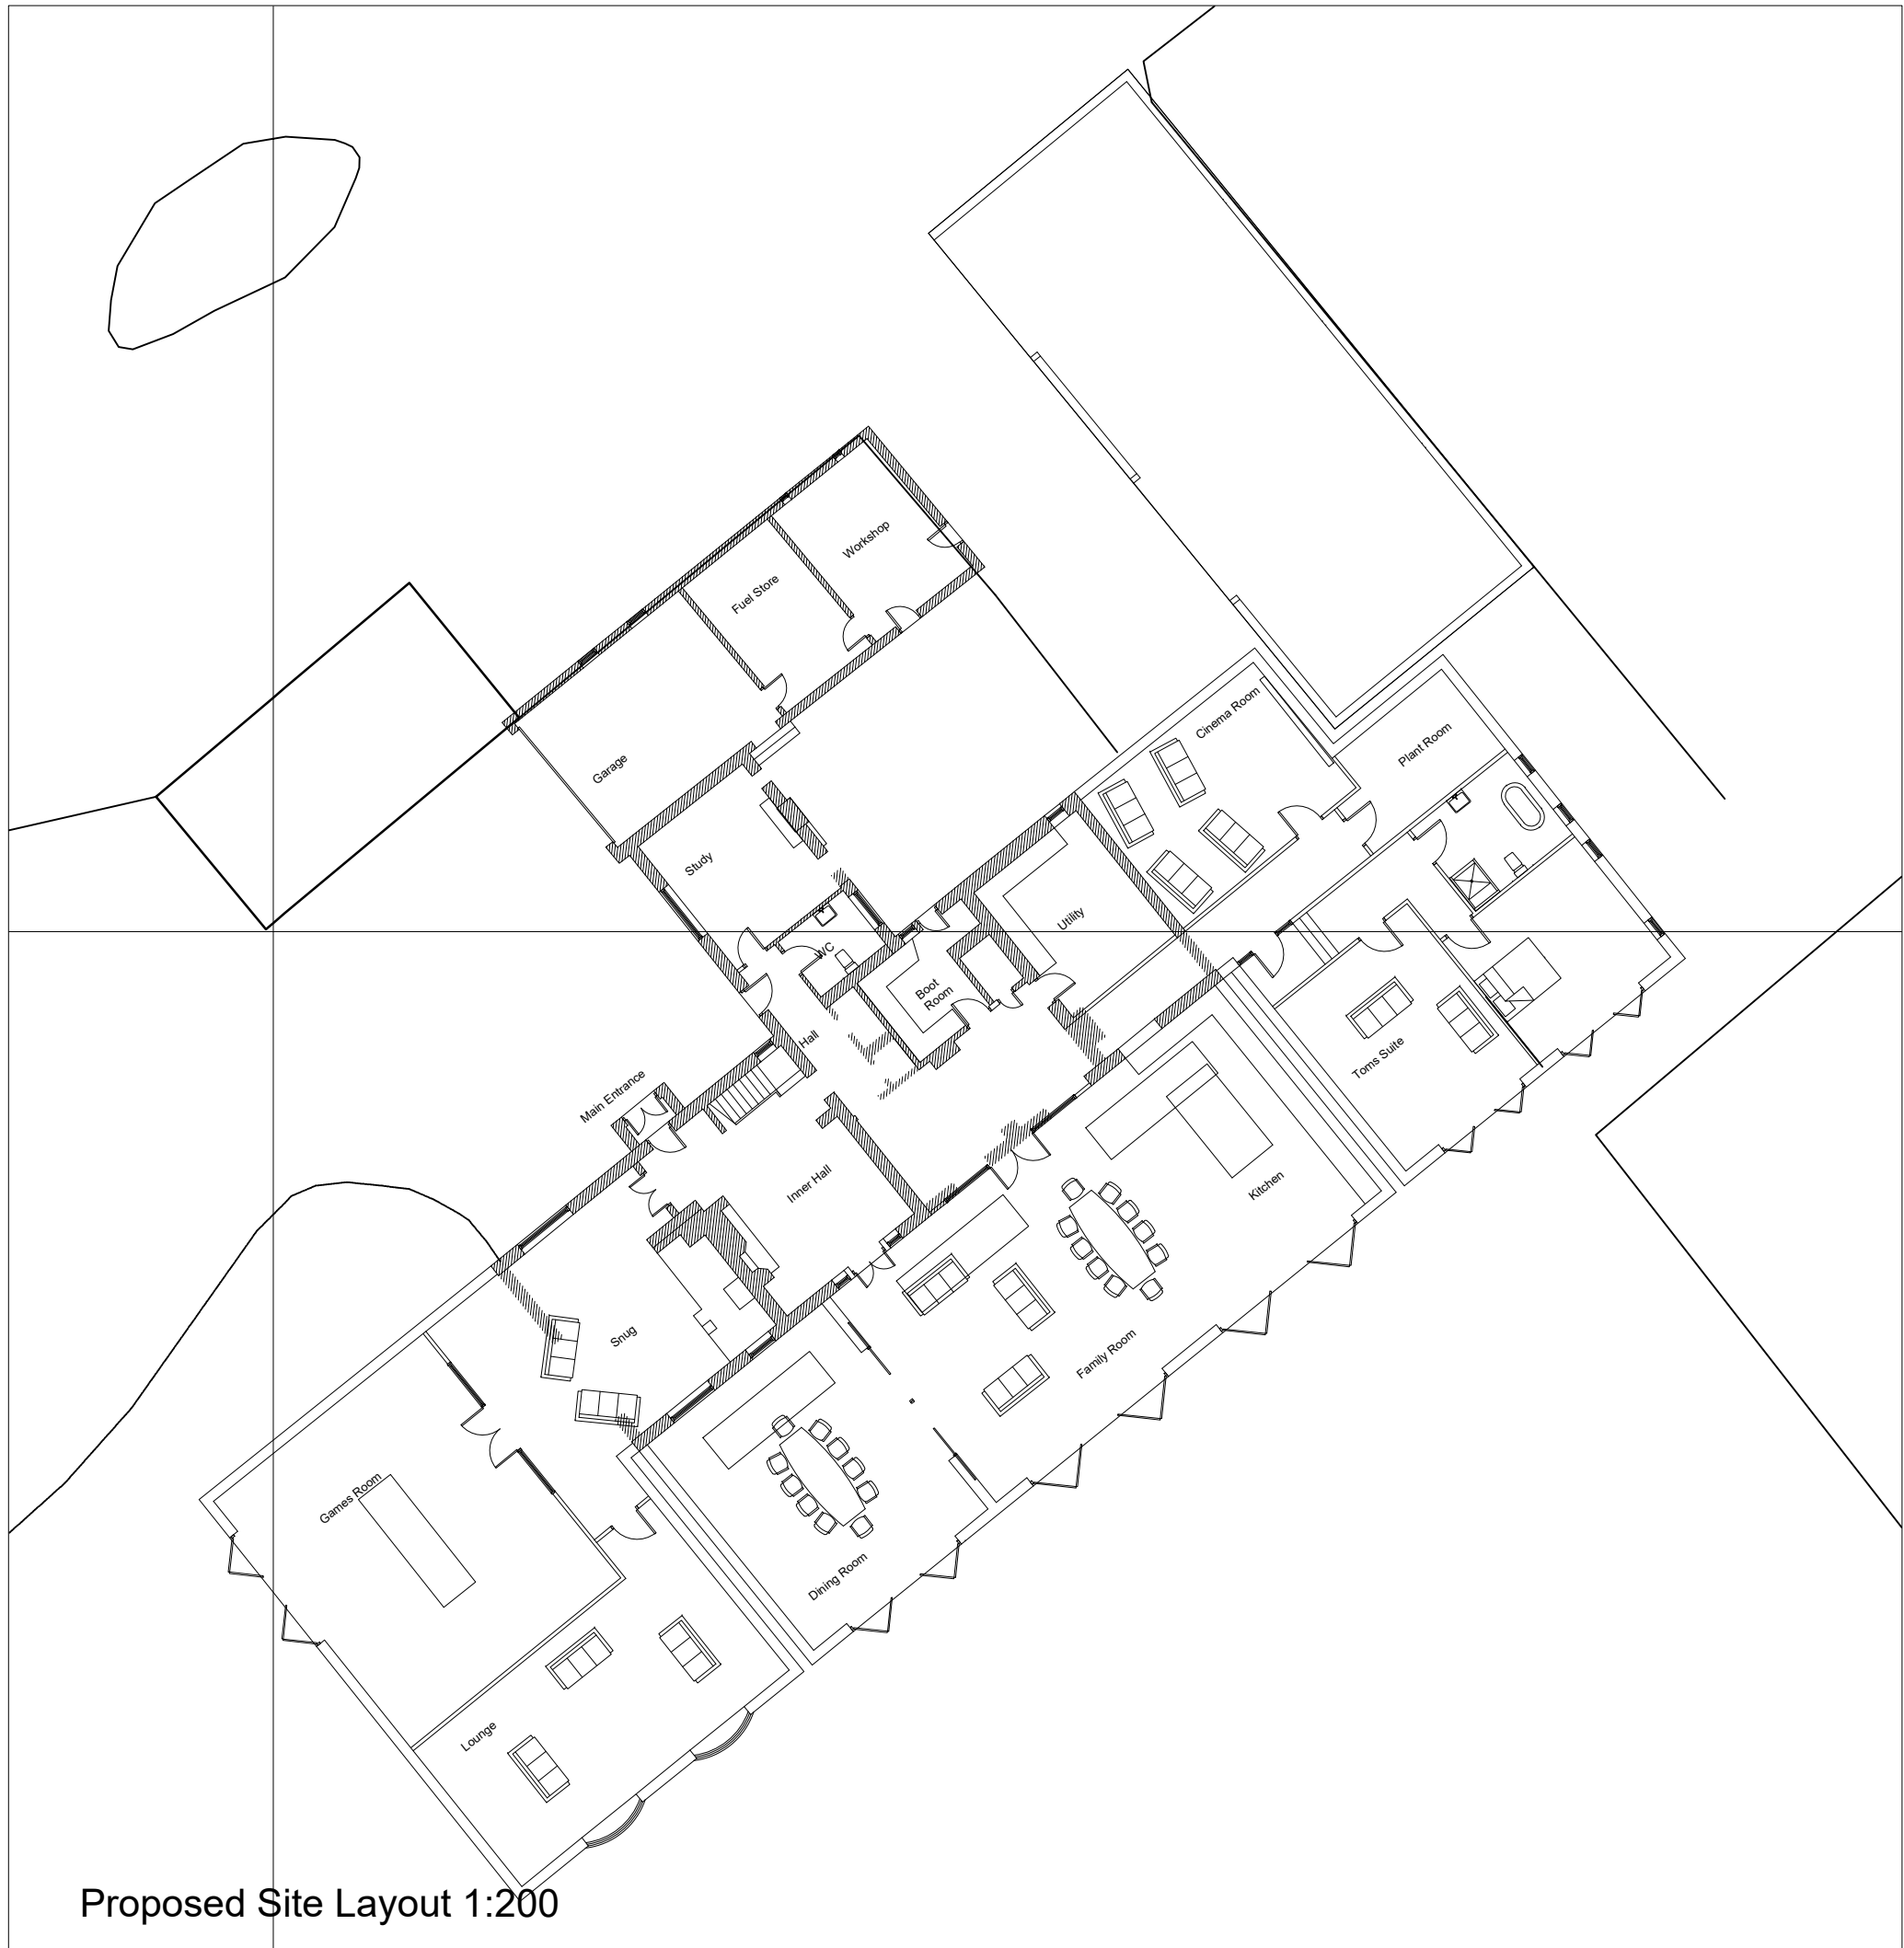 Workshop
Fuel Store
Garage
Study
WC
Cinema Room
Plant Room
Utility
Boot
Room
Hall
Main Entrance
Toms Suite
Inner Hall
Kitchen
Snug
Family Room
Games Room
Dining Room
Lounge
Proposed Site Layout 1:200